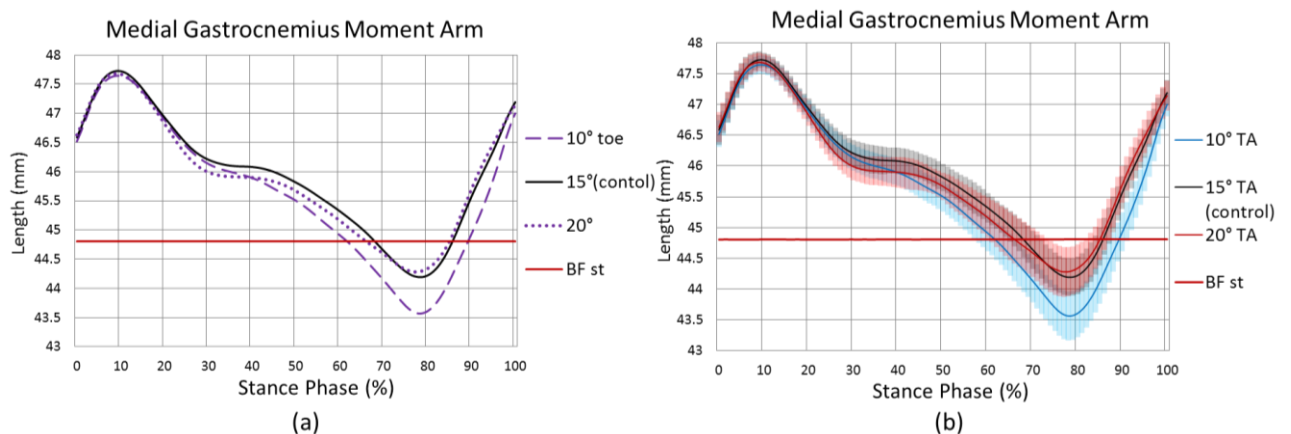 Medial Gastrocnemius Moment Arm
48
47.5
47
46.5
46
45.5
45
44.5
44
43.5
43
Length (mm)
0 10 20 30 40 50 60 70 80 90 100
Stance Phase (%)
10° toe
15°(contol)
20°
BF st
(a)
Medial Gastrocnemius Moment Arm
48
47.5
47
46.5
46
45.5
45
44.5
44
43.5
43
Length (mm)
0 10 20 30 40 50 60 70 80 90 100
Stance Phase (%)
10° TA
15° TA
(control)
20° TA
BF st
(b)